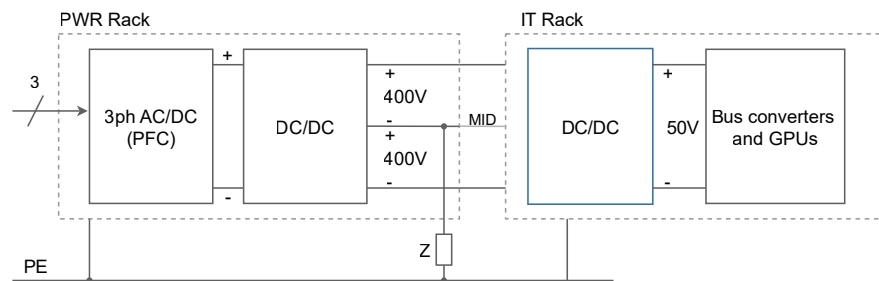 PWR Rack
IT Rack
3
3ph AC/DC
(PFC)
+
-
DC/DC
+
400V
-
+
400V
-
MID
DC/DC
+
50V
-
Bus converters
and GPUs
Z
PE